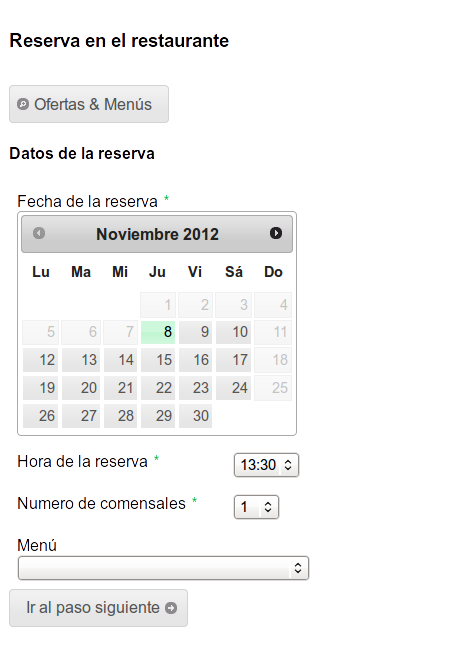 Reserva en el restaurante
Ofertas & Menús
Datos de la reserva
Fecha de la reserva *
Noviembre 2012
Lu Ma Mi Ju Vi Sá Do
1 2 3 4
5 6 7 8 9 10 11
12 13 14 15 16 17 18
19 20 21 22 23 24 25
26 27 28 29 30
Hora de la reserva * 13:30
Numero de comensales * 1
Menú
Ir al paso siguiente